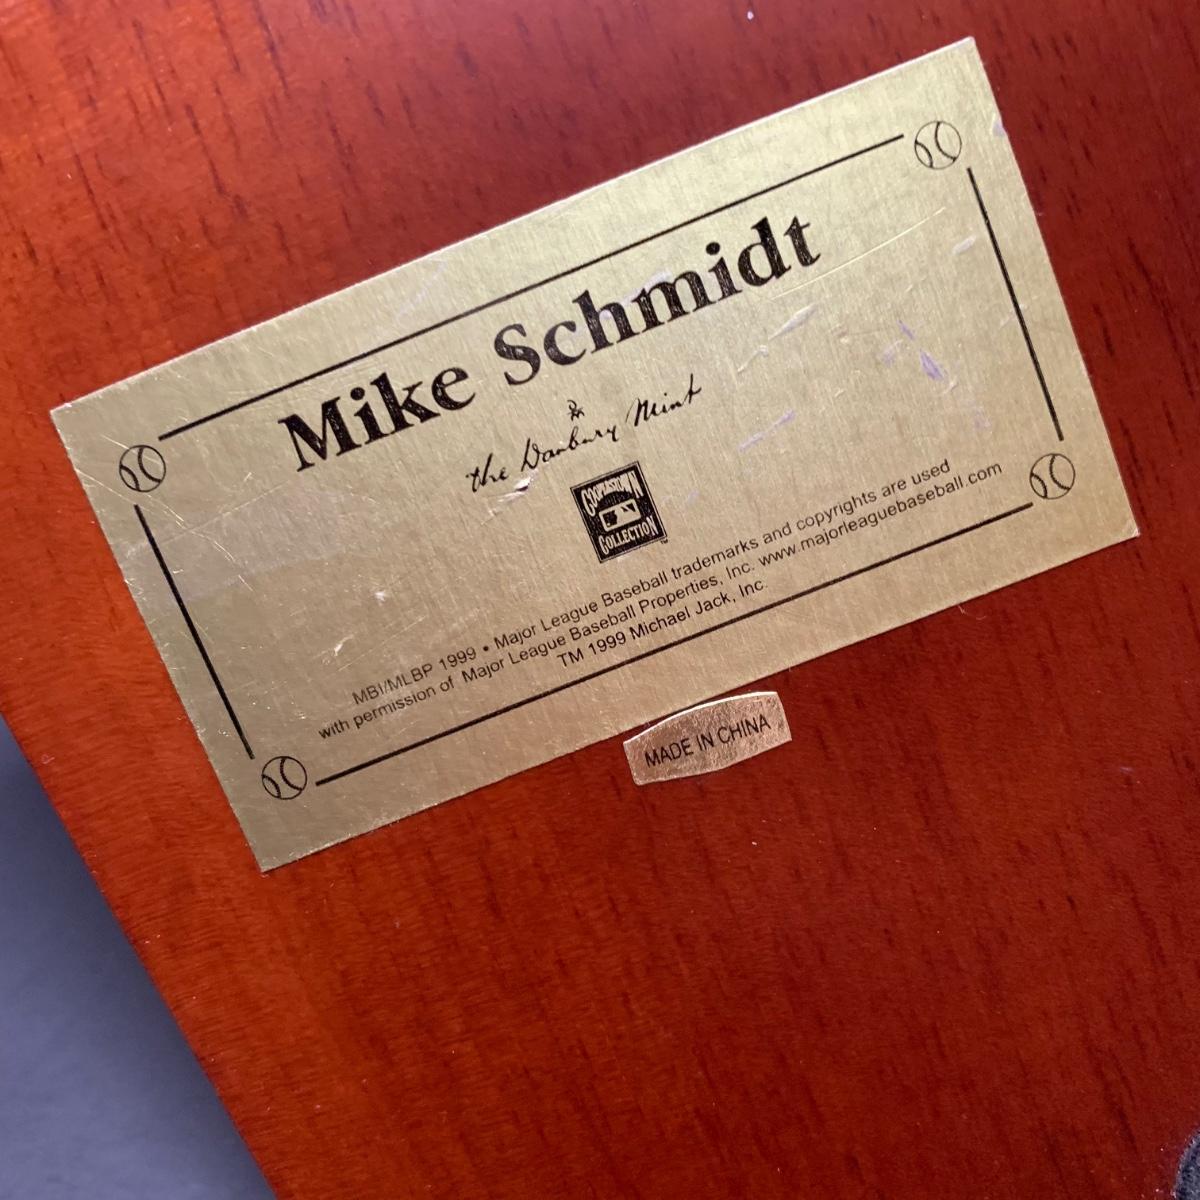 Mike Schmidt
the Danbury Mint
COOPERSTOWN
COLLECTION™
MBI/MLBP 1999 • Major League Baseball trademarks and copyrights are used
with permission of Major League Baseball Properties, Inc. www.majorleaguebaseball.com
TM 1999 Michael Jack, Inc.
MADE IN CHINA